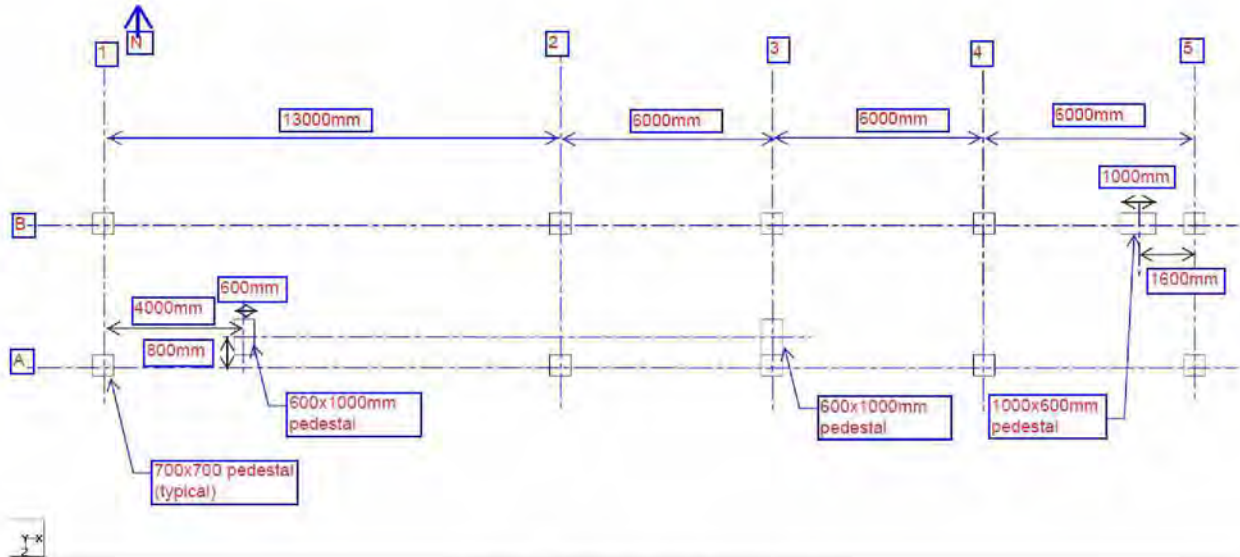 N
1
2
3
4
5
13000mm
6000mm
6000mm
6000mm
1000mm
B
1600mm
600mm
4000mm
800mm
A
600x1000mm
pedestal
600x1000mm
pedestal
1000x600mm
pedestal
700x700 pedestal
(typical)
Y X
Z